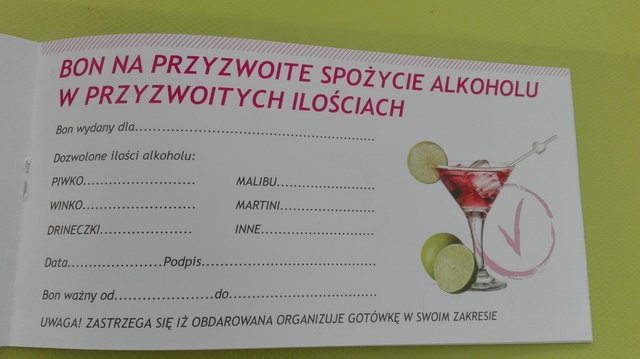 BON NA PRZYZWOITE SPOŻYCIE ALKOHOLU
W PRZYZWOITYCH ILOŚCIACH
Bon wydany dla......................................................
Dozwolone ilości alkoholu:
PIWKO......................... MALIBU......................
WINKO......................... MARTINI.....................
DRINECZKI..................... INNE.........................
Data.....................Podpis.......................................
Bon ważny od.......................do.................................
UWAGA! ZASTRZEGA SIĘ IŻ OBDAROWANA ORGANIZUJE GOTÓWKĘ W SWOIM ZAKRESIE